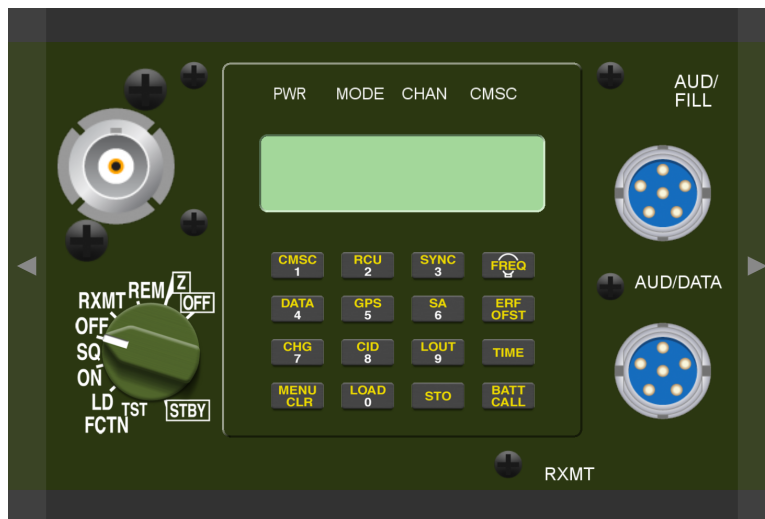 PWR MODE CHAN CMSC
AUD/
FILL
CMSC
1
RCU
2
SYNC
3
FREQ
DATA
4
GPS
5
SA
6
ERF
OFST
CHG
7
CID
8
LOUT
9
TIME
MENU
CLR
LOAD
0
STO
BATT
CALL
AUD/DATA
Z
OFF
REM
RXMT
OFF
SQ
ON
LD
FCTN
TST
STBY
RXMT